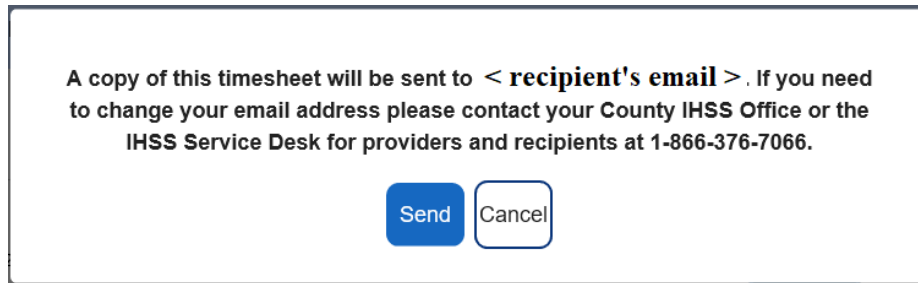 A copy of this timesheet will be sent to < recipient's email > . If you need
to change your email address please contact your County IHSS Office or the
IHSS Service Desk for providers and recipients at 1-866-376-7066.
Send Cancel